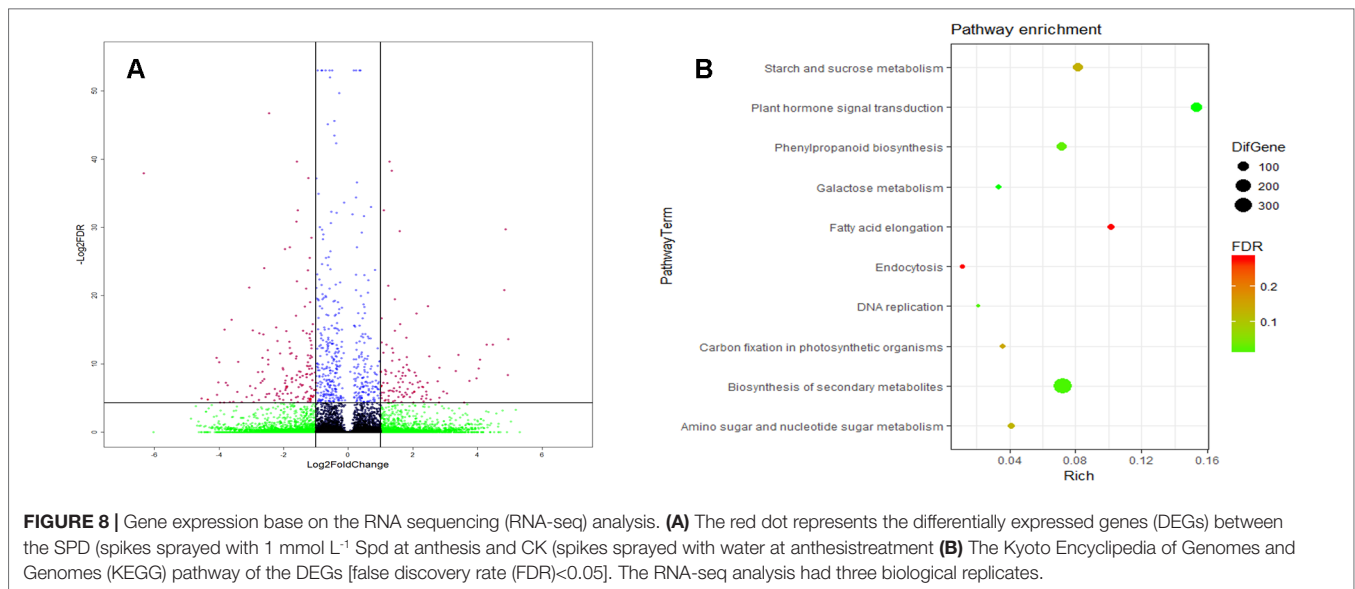 A
-Log2FDR
50
40
30
20
10
0
-6 -4 -2 0 2 4 6
Log2FoldChange
B
Pathway enrichment
PathwayTerm
Starch and sucrose metabolism
Plant hormone signal transduction
Phenylpropanoid biosynthesis
Galactose metabolism
Fatty acid elongation
Endocytosis
DNA replication
Carbon fixation in photosynthetic organisms
Biosynthesis of secondary metabolites
Amino sugar and nucleotide sugar metabolism
0.04 0.08 0.12 0.16
Rich
DifGene
100
200
300
FDR
0.2
0.1
FIGURE 8 | Gene expression base on the RNA sequencing (RNA-seq) analysis. (A) The red dot represents the differentially expressed genes (DEGs) between
the SPD (spikes sprayed with 1 mmol L-1 Spd at anthesis and CK (spikes sprayed with water at anthesistreatment (B) The Kyoto Encyclopedia of Genomes and
Genomes (KEGG) pathway of the DEGs [false discovery rate (FDR)<0.05]. The RNA-seq analysis had three biological replicates.